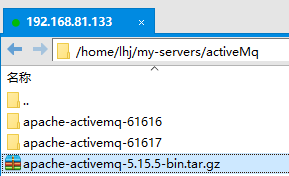 192.168.81.133 ×
/home/lhj/my-servers/activeMq
名称
..
apache-activemq-61616
apache-activemq-61617
apache-activemq-5.15.5-bin.tar.gz